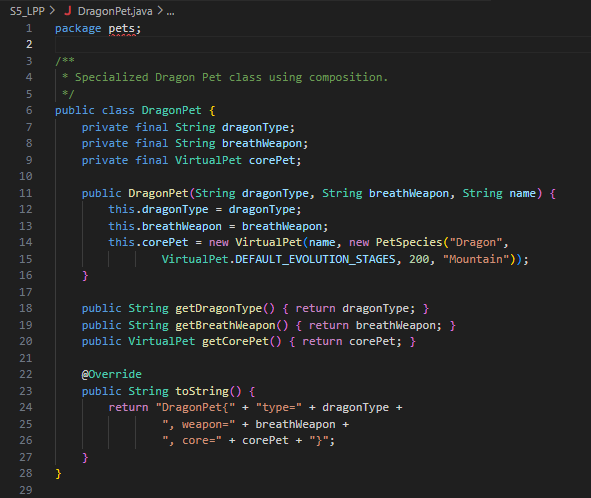 S5_LPP > J DragonPet.java > ...
1 package pets;
2
3 /**
4  * Specialized Dragon Pet class using composition.
5  */
6 public class DragonPet {
7     private final String dragonType;
8     private final String breathWeapon;
9     private final VirtualPet corePet;
10
11     public DragonPet(String dragonType, String breathWeapon, String name) {
12         this.dragonType = dragonType;
13         this.breathWeapon = breathWeapon;
14         this.corePet = new VirtualPet(name, new PetSpecies("Dragon",
15                 VirtualPet.DEFAULT_EVOLUTION_STAGES, 200, "Mountain"));
16     }
17
18     public String getDragonType() { return dragonType; }
19     public String getBreathWeapon() { return breathWeapon; }
20     public VirtualPet getCorePet() { return corePet; }
21
22     @Override
23     public String toString() {
24         return "DragonPet{" + "type=" + dragonType +
25                 ", weapon=" + breathWeapon +
26                 ", core=" + corePet + "}";
27     }
28 }
29